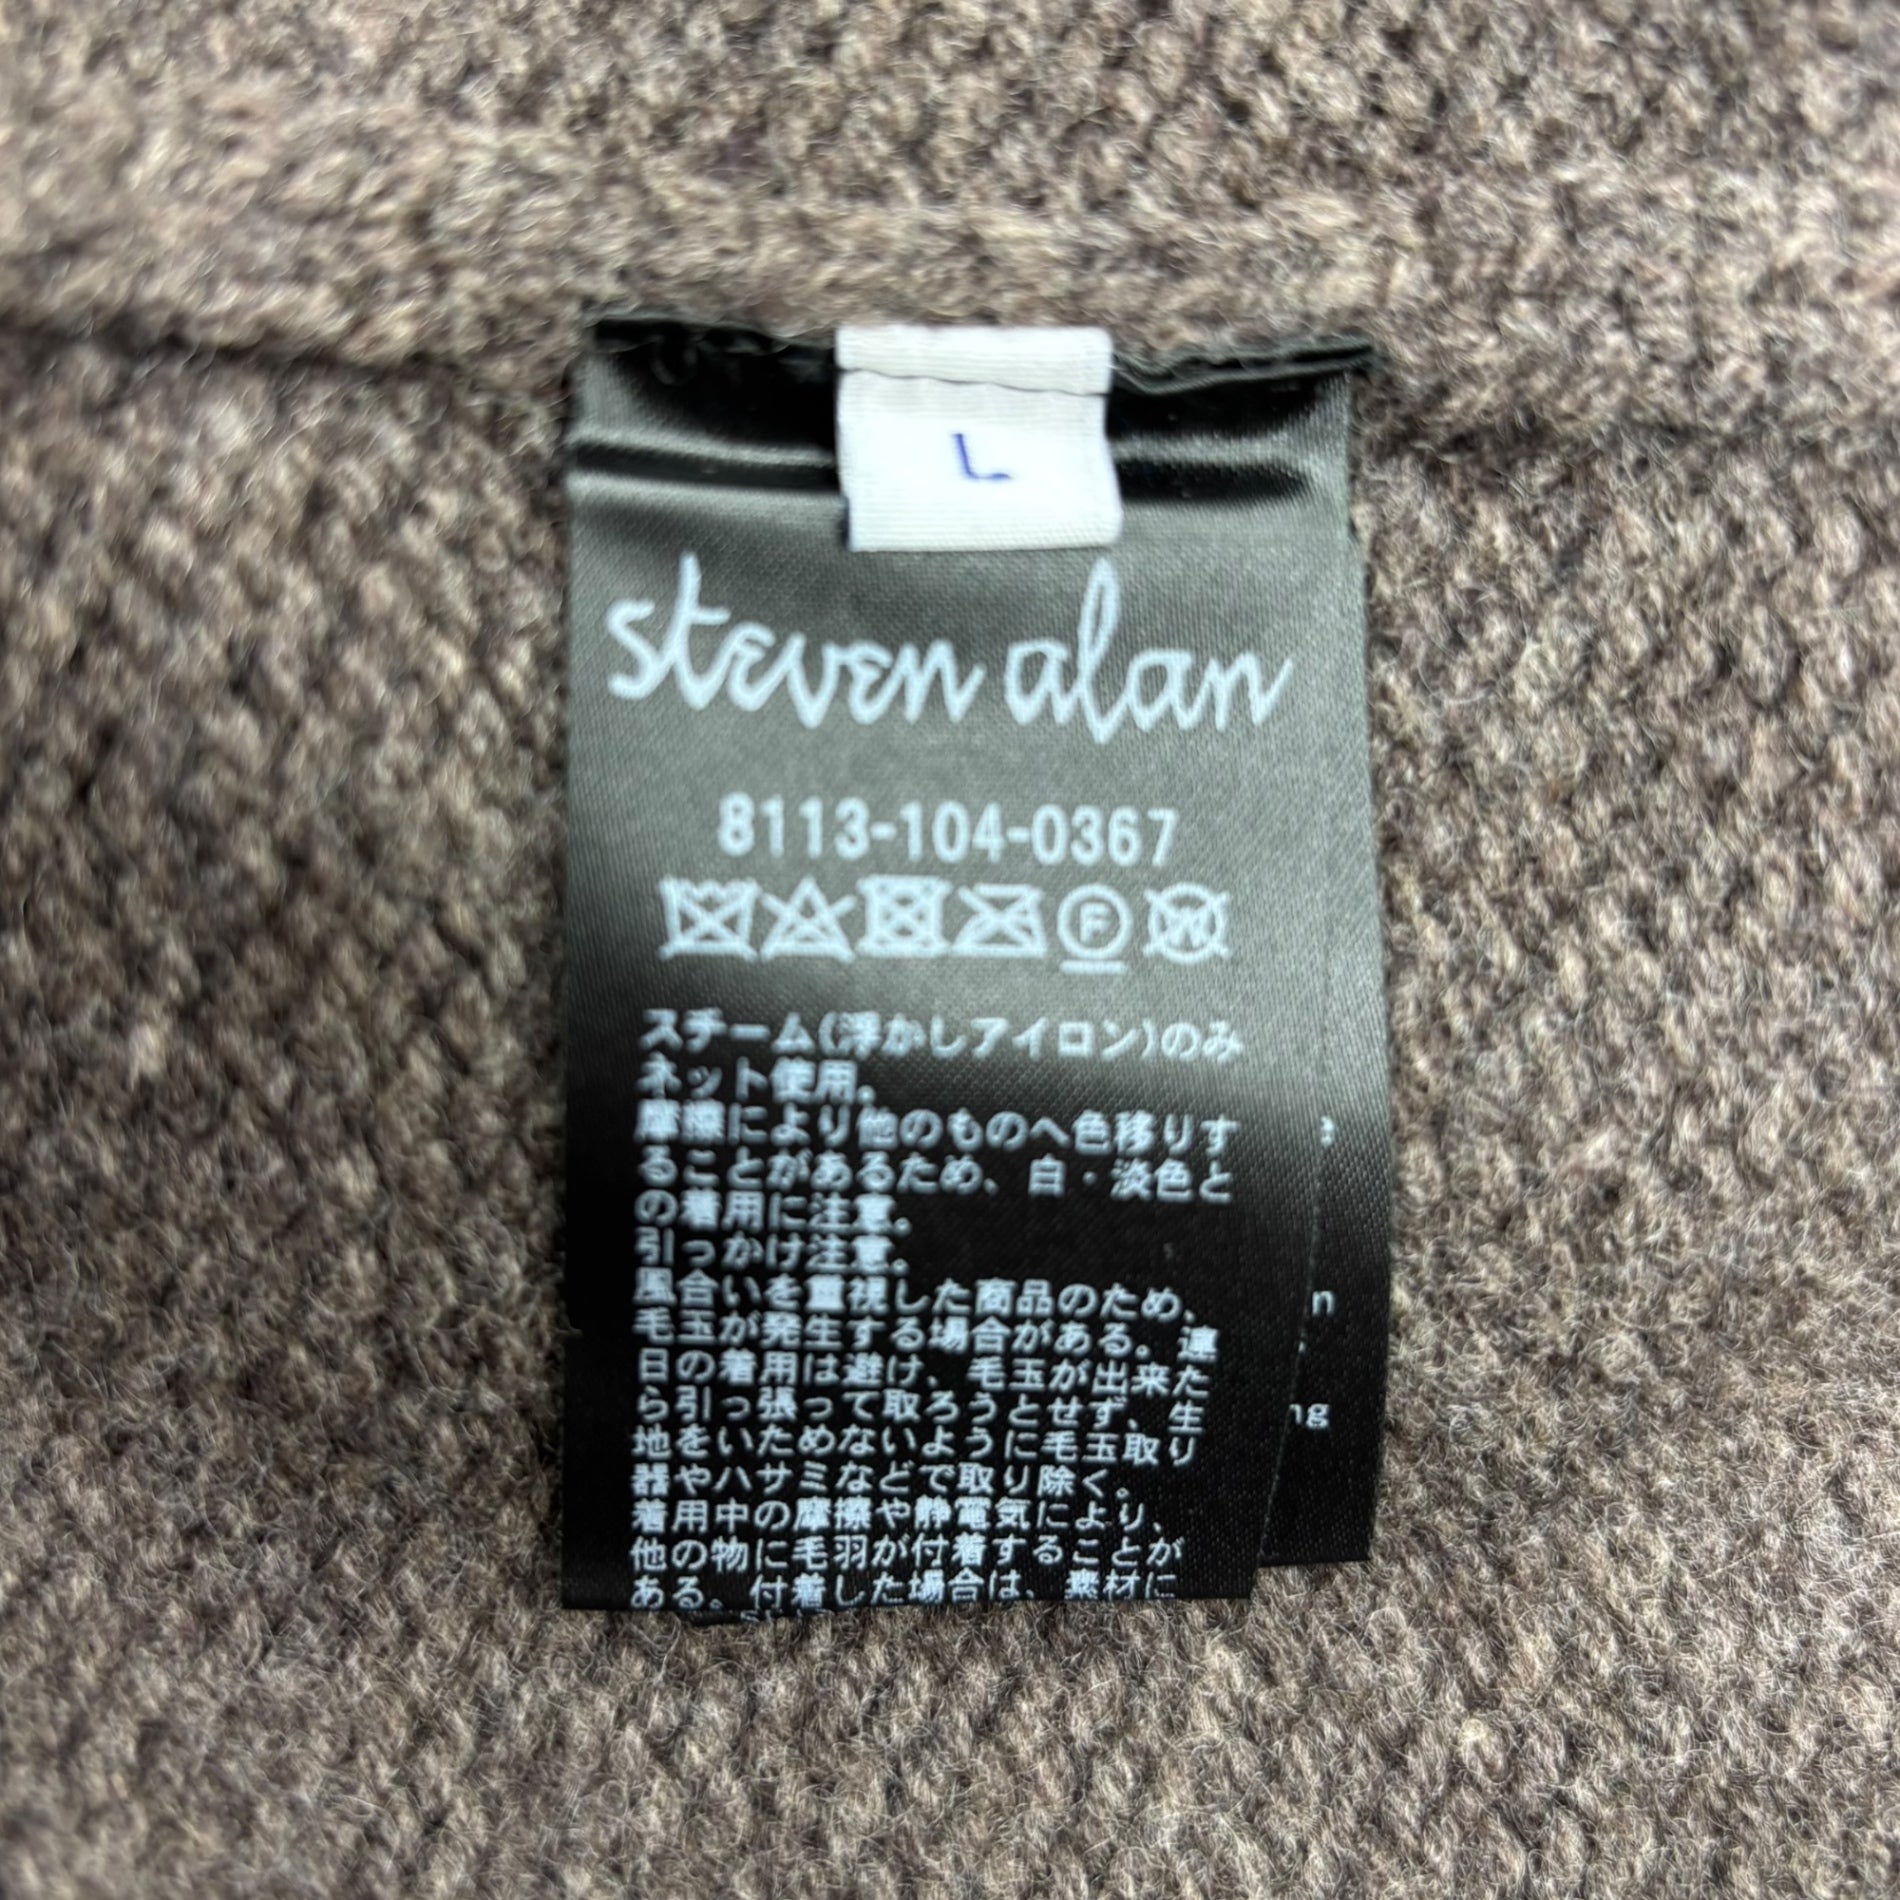 L
steven alan
8113-104-0367
F W
スチーム(浮かしアイロン)のみ
ネット使用。
摩擦により他のものへ色移りす
ることがあるため、白・淡色と
の着用に注意。
引っかけ注意。
風合いを重視した商品のため、
毛玉が発生する場合がある。連
日の着用は避け、毛玉が出来た
ら引っ張って取ろうとせず、生
地をいためないように毛玉取り
器やハサミなどで取り除く。
着用中の摩擦や静電気により、
他の物に毛羽が付着することが
ある。付着した場合は、素材に
n
ng